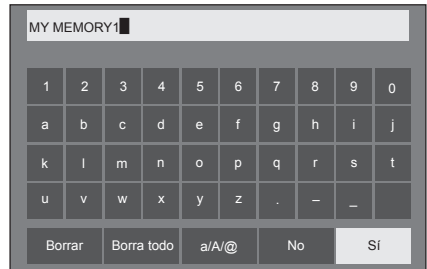 MY MEMORY1
1 2 3 4 5 6 7 8 9 0
a b c d e f g h i j
k l m n o p q r s t
u v w x y z . – _
Borrar Borra todo a/A/@ No Sí